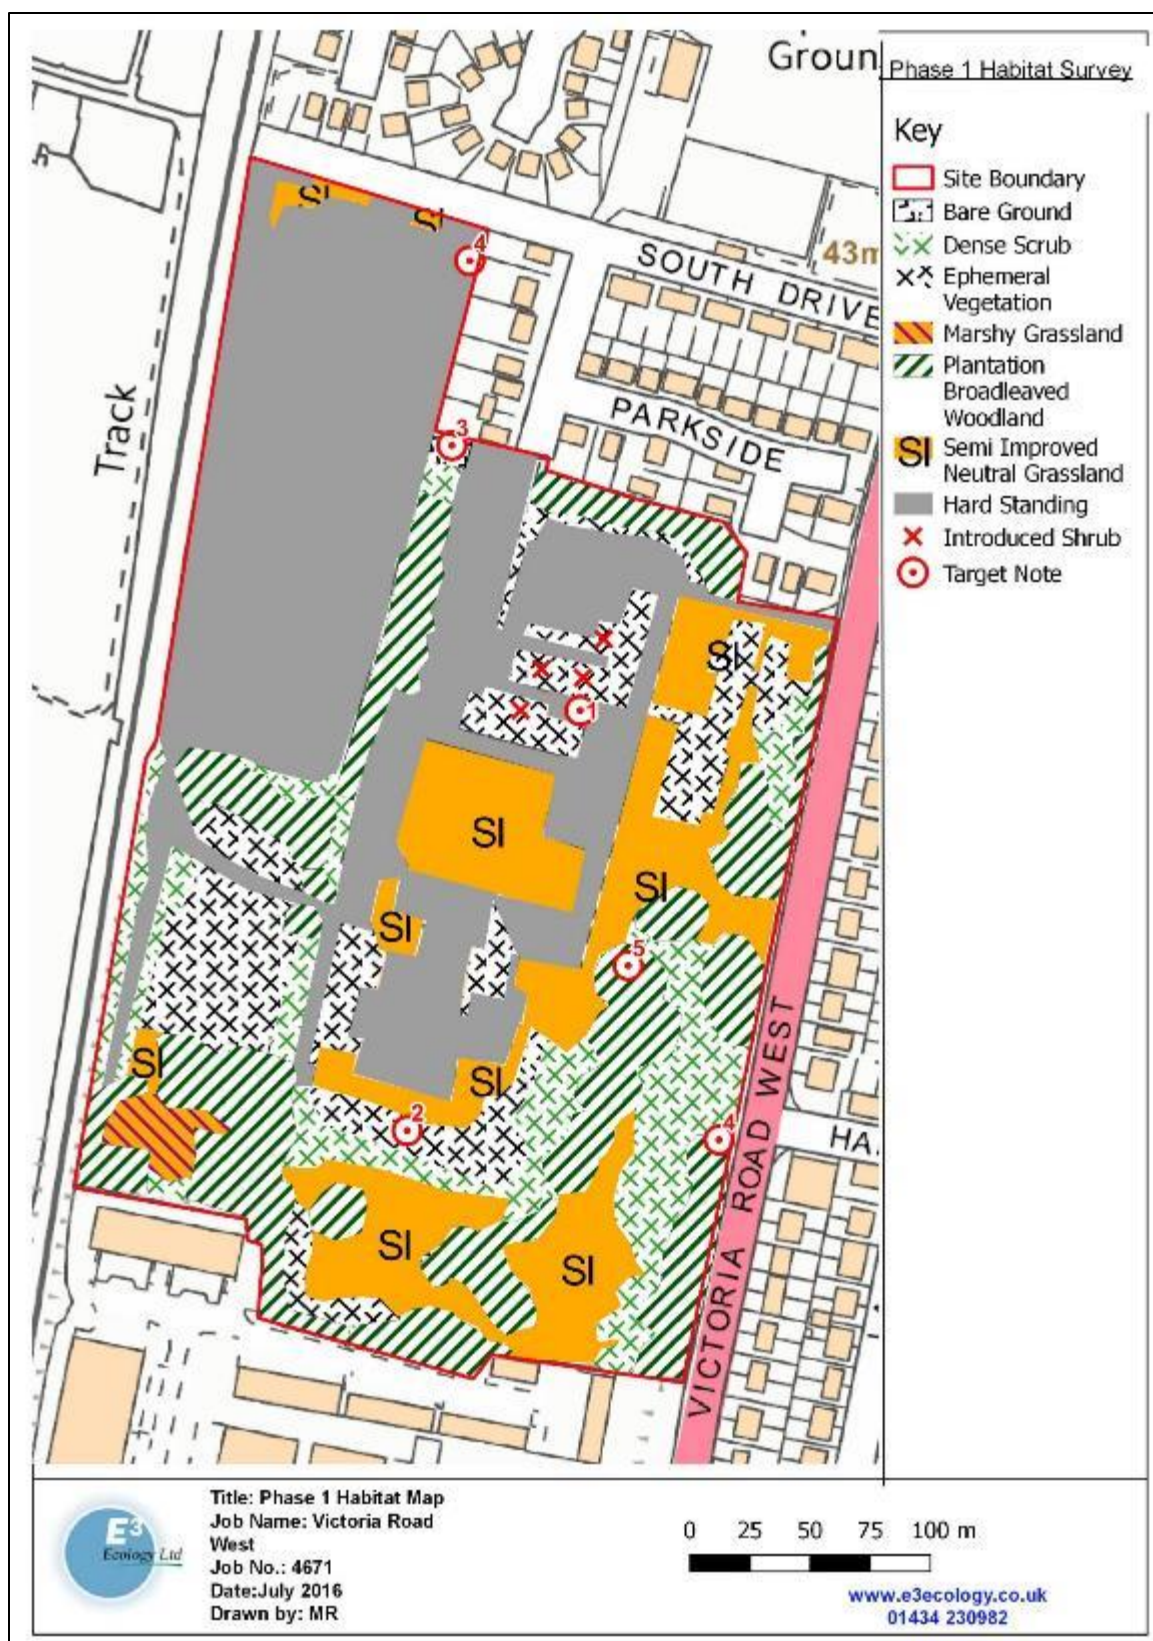 Groun
Phase 1 Habitat Survey
Key
Site Boundary
Bare Ground
Dense Scrub
Ephemeral
Vegetation
Marshy Grassland
Plantation
Broadleaved
Woodland
SI Semi Improved
Neutral Grassland
Hard Standing
Introduced Shrub
Target Note
SI
SI
4
43m
SOUTH DRIVE
Track
3
PARKSIDE
SI
1
SI
SI
SI
5
SI
SI
2
4
HA
SI
SI
VICTORIA ROAD WEST
E3
Ecology Ltd
Title: Phase 1 Habitat Map
Job Name: Victoria Road
West
Job No.: 4671
Date:July 2016
Drawn by: MR
0 25 50 75 100 m
www.e3ecology.co.uk
01434 230982